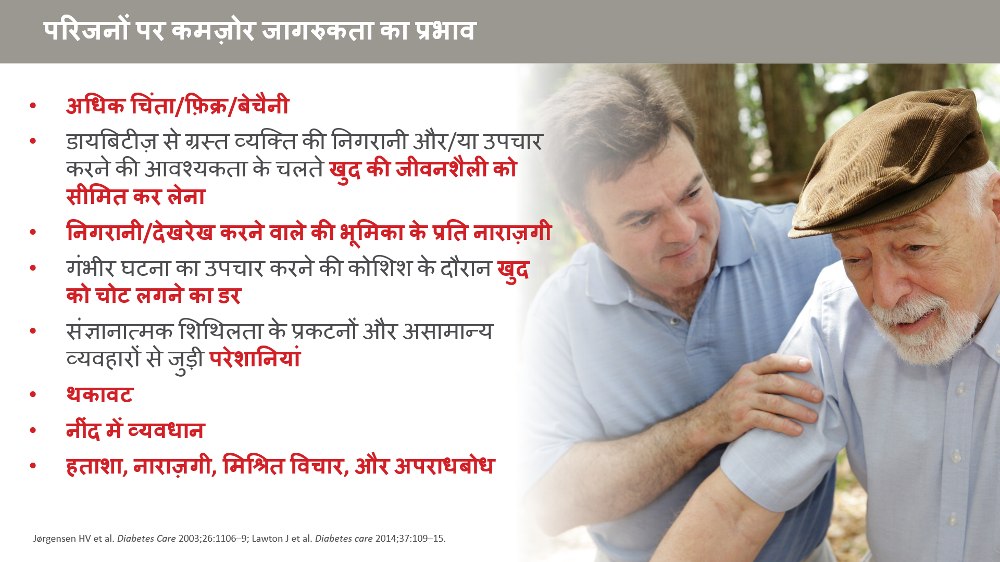 परिजनों पर कमज़ोर जागरुकता का प्रभाव
• अधिक चिंता/फ़िक्र/बेचैनी
• डायबिटीज़ से ग्रस्त व्यक्ति की निगरानी और/या उपचार
करने की आवश्यकता के चलते खुद की जीवनशैली को
सीमित कर लेना
• निगरानी/देखरेख करने वाले की भूमिका के प्रति नाराज़गी
• गंभीर घटना का उपचार करने की कोशिश के दौरान खुद
को चोट लगने का डर
• संज्ञानात्मक शिथिलता के प्रकटनों और असामान्य
व्यवहारों से जुड़ी परेशानियां
• थकावट
• नींद में व्यवधान
• हताशा, नाराज़गी, मिश्रित विचार, और अपराधबोध
Jørgensen HV et al. Diabetes Care 2003;26:1106–9; Lawton J et al. Diabetes care 2014;37:109–15.